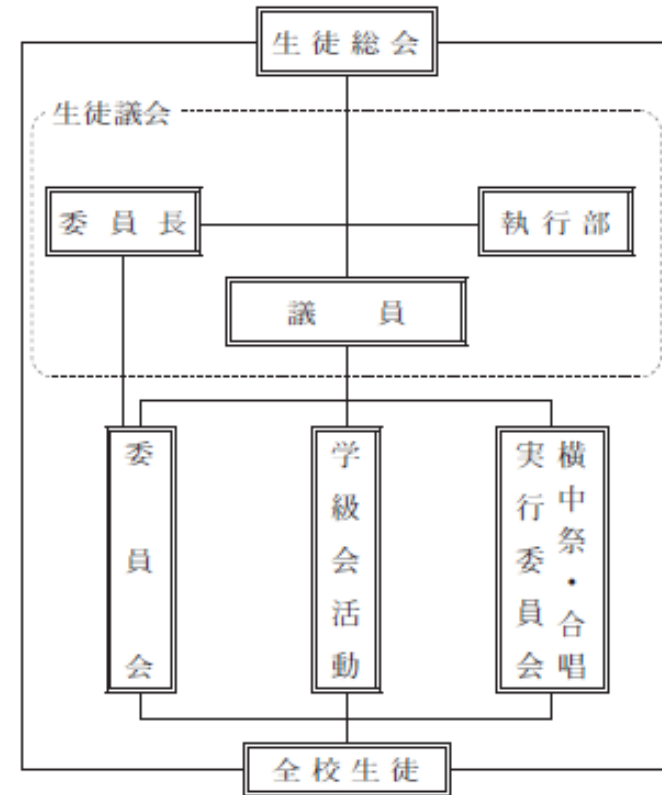 生徒総会
生徒議会
委員長
執行部
議員
委員会
学級会活動
横中祭・合唱
実行委員会
全校生徒